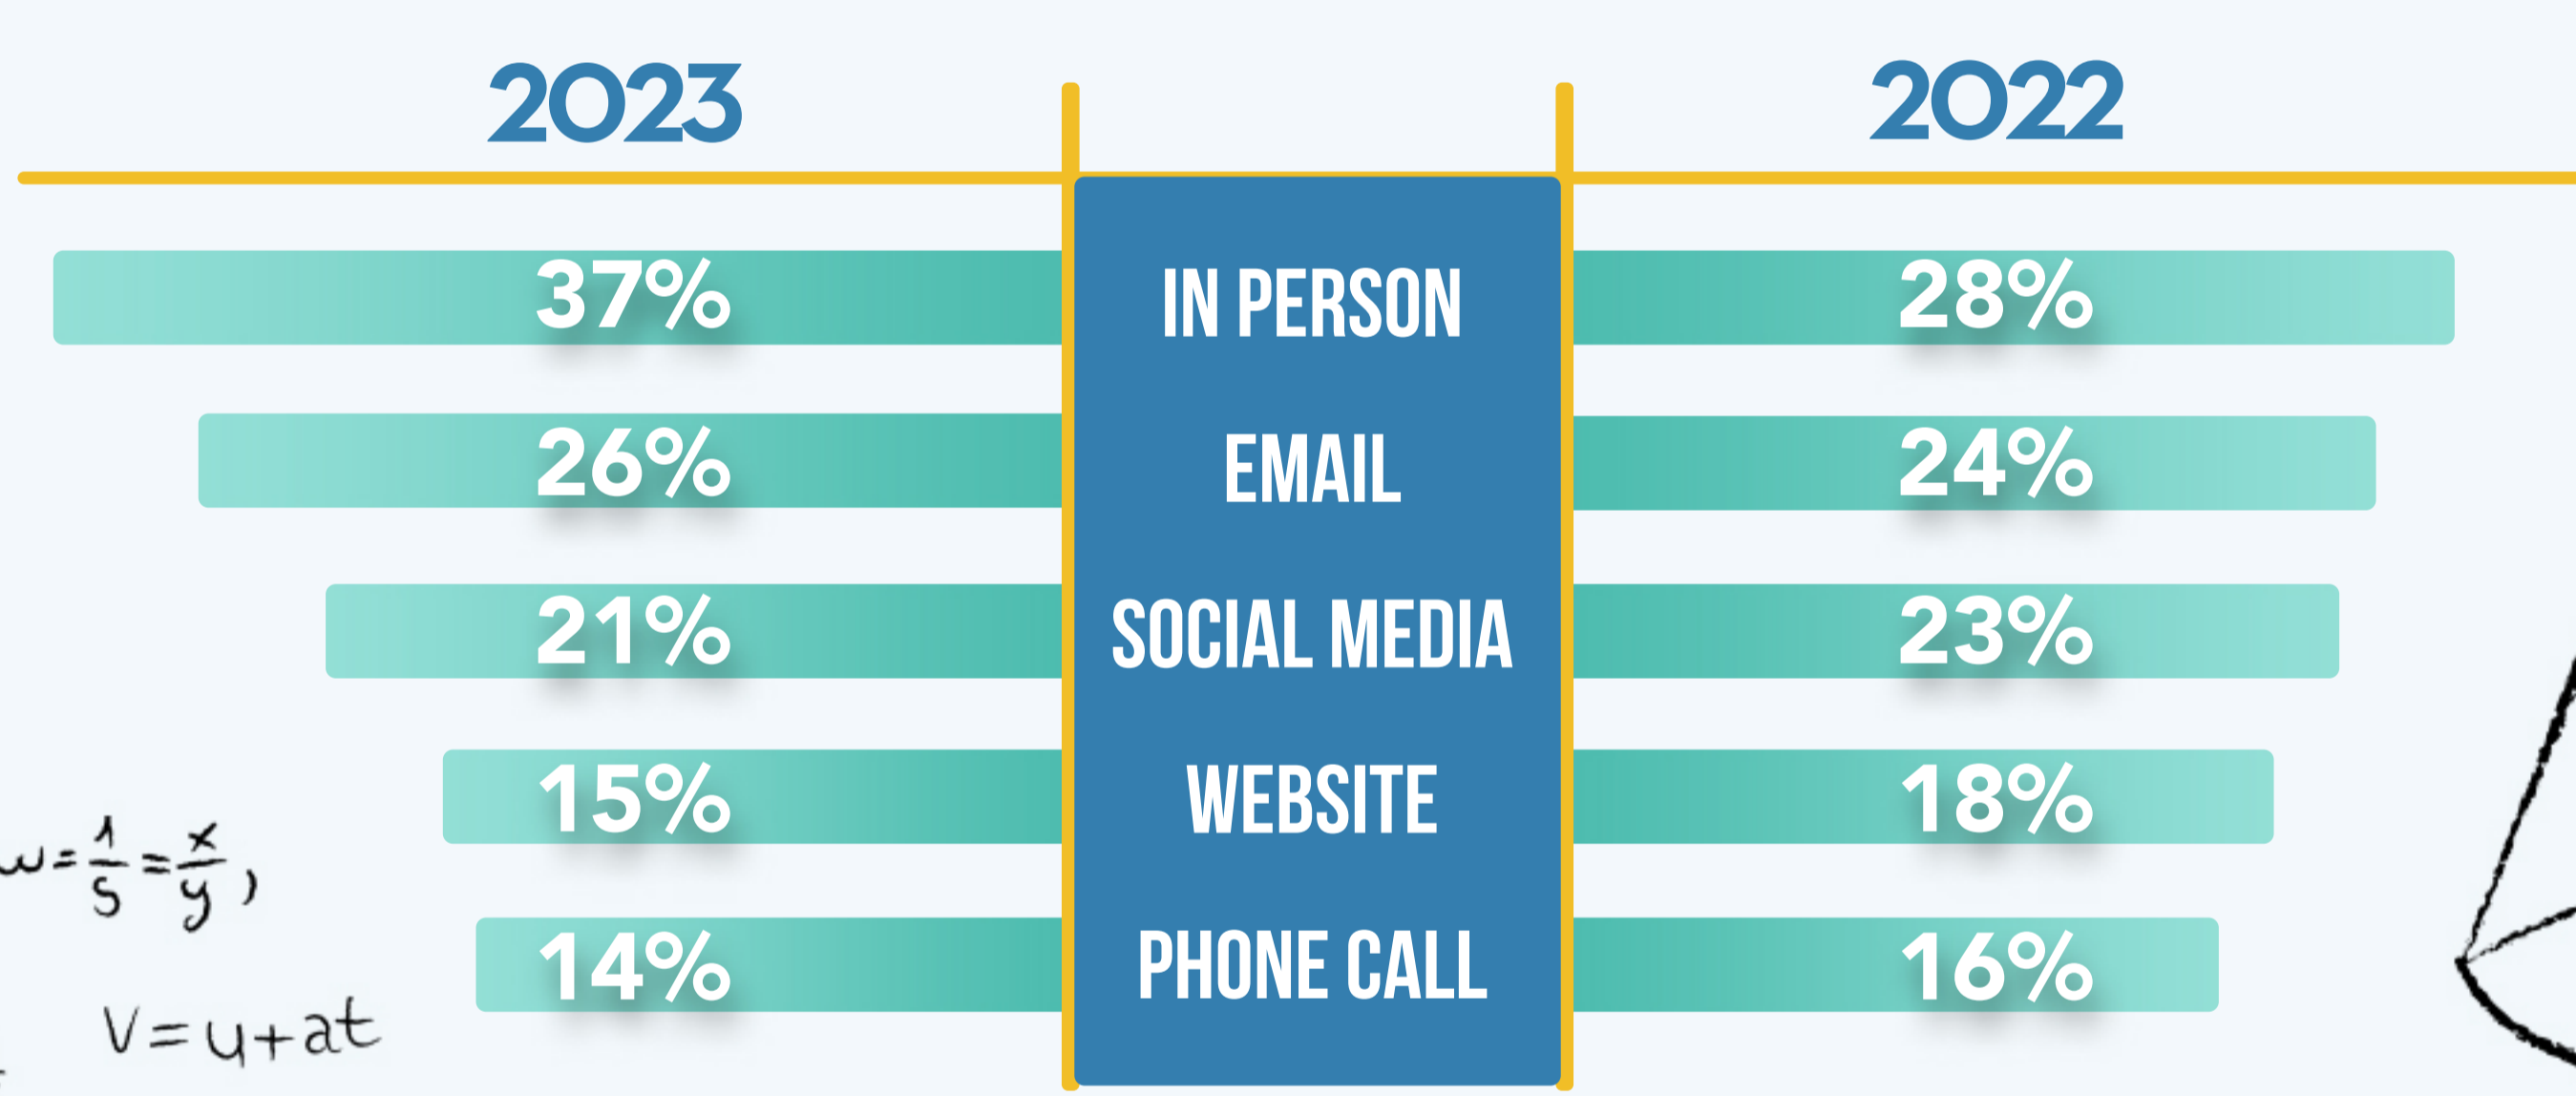 2023
2022
37% IN PERSON 28%
26% EMAIL 24%
21% SOCIAL MEDIA 23%
15% WEBSITE 18%
14% PHONE CALL 16%
ω=1/s=x/y,
V=u+at